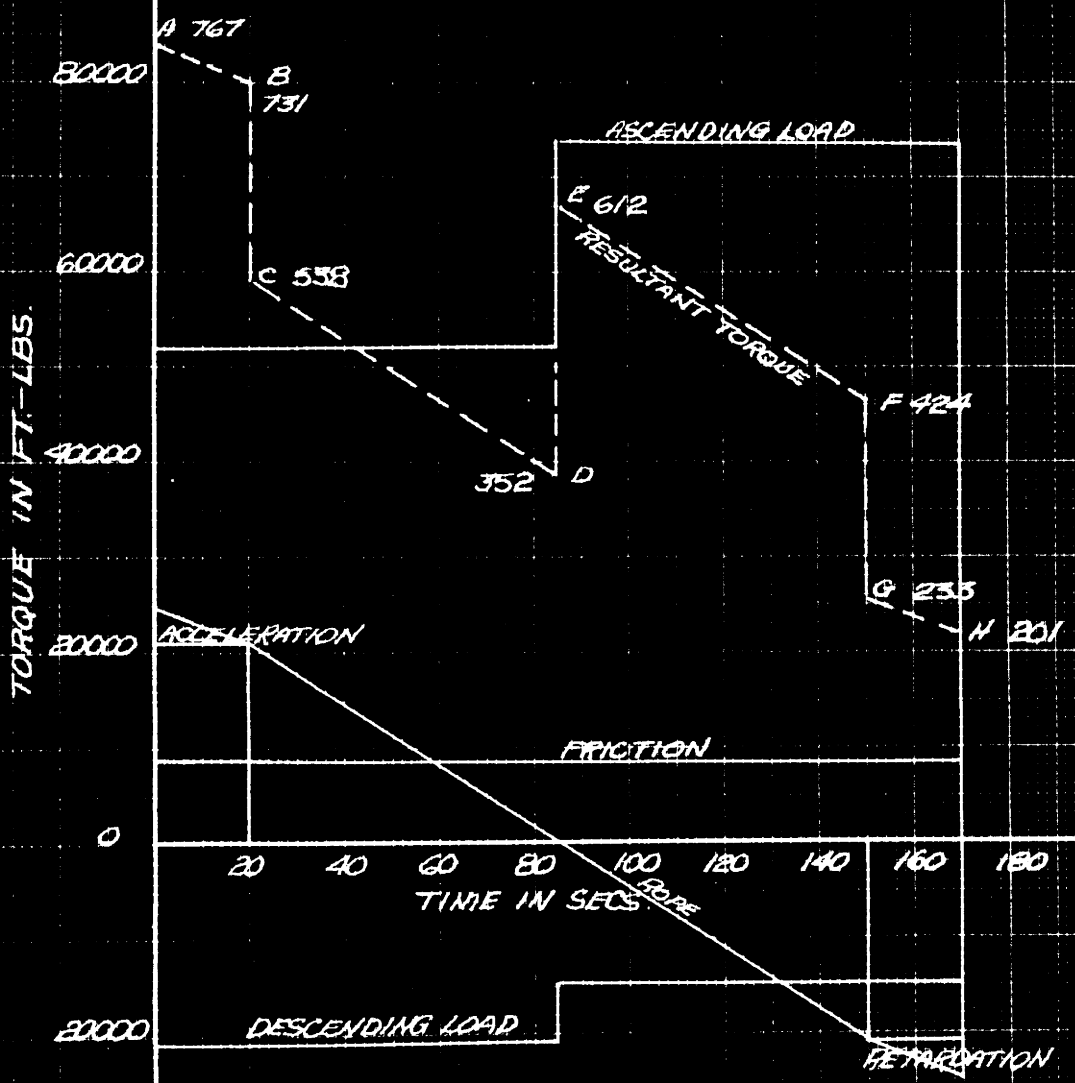 A 767
80000
B
731
ASCENDING LOAD
E 612
60000
C 538
RESULTANT TORQUE
F 424
40000
352 D
TORQUE IN FT.-LBS.
G 233
H 201
ACCELERATION
20000
FRICTION
0
20 40 60 80 100 120 140 160 180
TIME IN SECS.
ROPE
20000
DESCENDING LOAD
RETARDATION